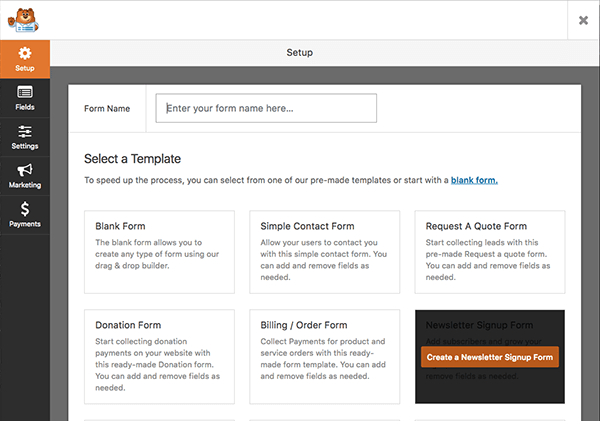 Setup
Setup
Fields
Settings
Marketing
Payments
Form Name
Enter your form name here...
Select a Template
To speed up the process, you can select from one of our pre-made templates or start with a blank form.
Blank Form
The blank form allows you to
create any type of form using our
drag & drop builder.
Simple Contact Form
Allow your users to contact you
with this simple contact form. You
can add and remove fields as
needed.
Request A Quote Form
Start collecting leads with this
pre-made Request a quote form.
You can add and remove fields as
needed.
Donation Form
Start collecting donation
payments on your website with
this ready-made Donation form.
You can add and remove fields as
needed.
Billing / Order Form
Collect Payments for product and
service orders with this ready-
made form template. You can add
and remove fields as needed.
Newsletter Signup Form
Add subscribers and grow your
Create a Newsletter Signup Form
remove fields as needed.